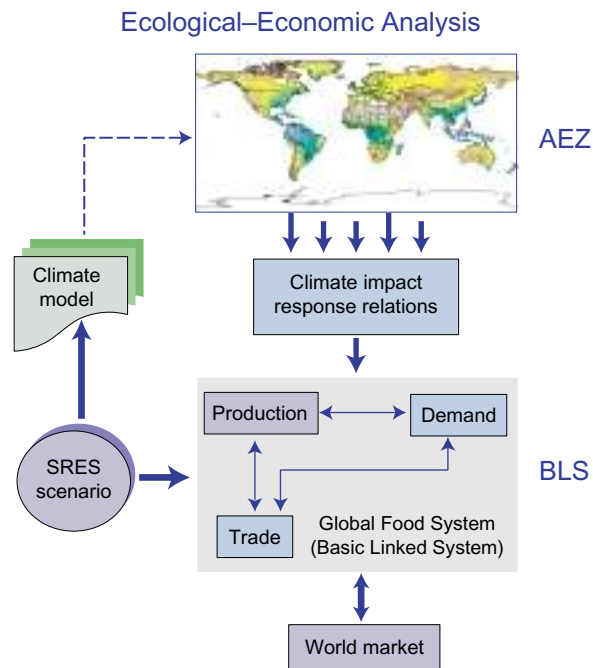 Ecological–Economic Analysis
AEZ
Climate
model
Climate impact
response relations
Production
Demand
SRES
scenario
BLS
Trade
Global Food System
(Basic Linked System)
World market